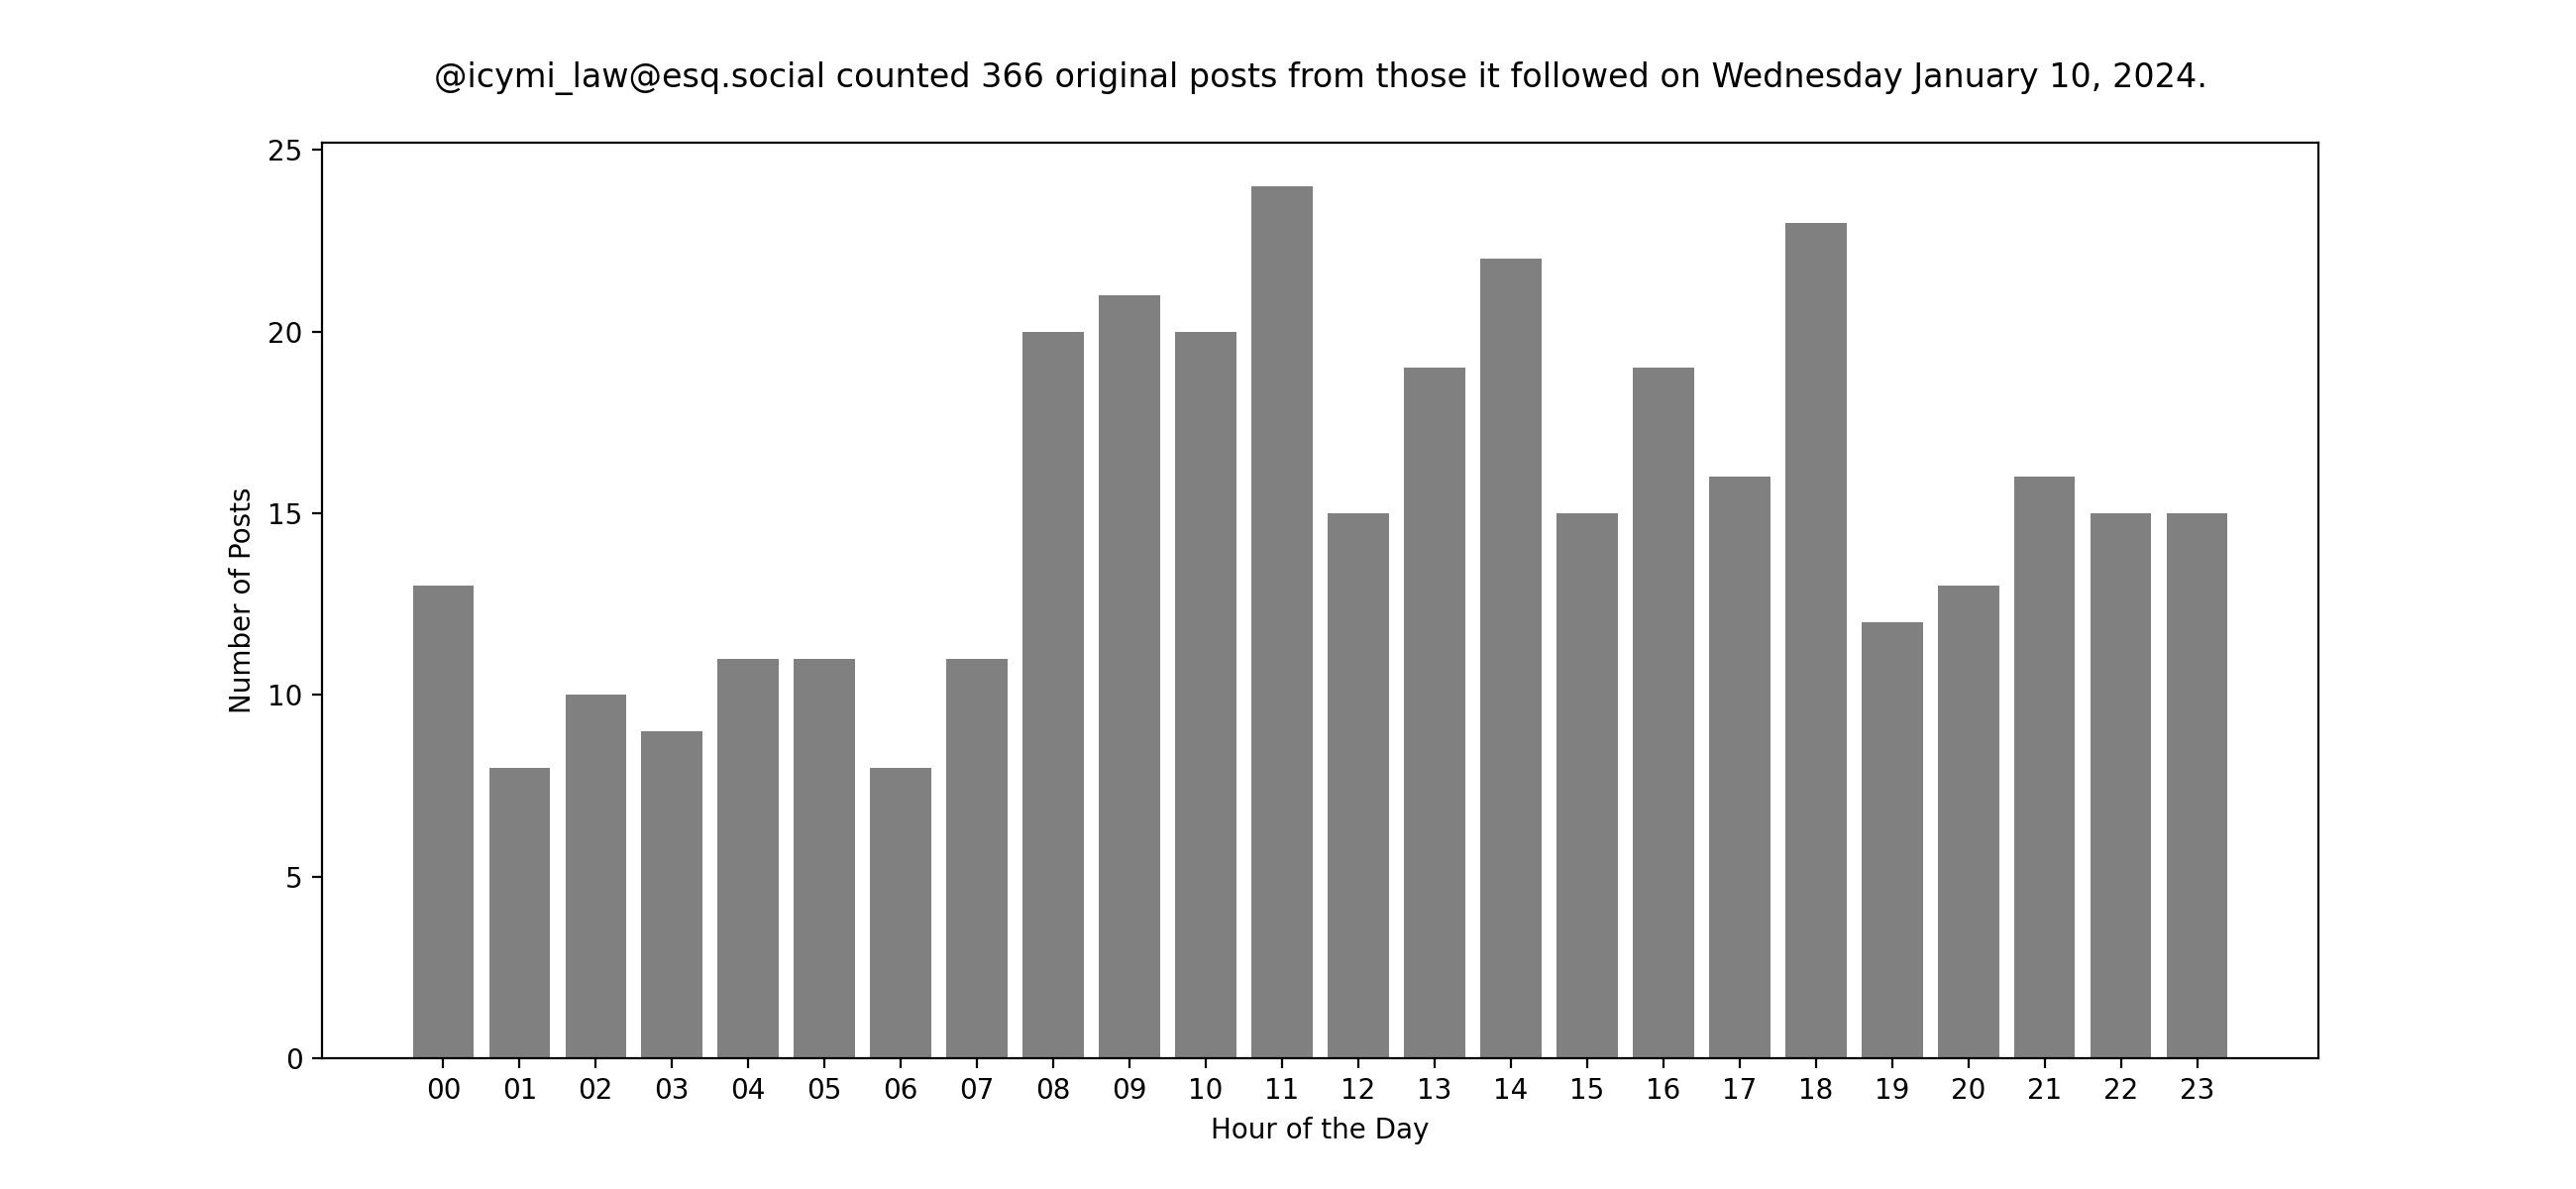 @icymi_law@esq.social counted 366 original posts from those it followed on Wednesday January 10, 2024.
25
20
15
10
5
0
Number of Posts
00 01 02 03 04 05 06 07 08 09 10 11 12 13 14 15 16 17 18 19 20 21 22 23
Hour of the Day